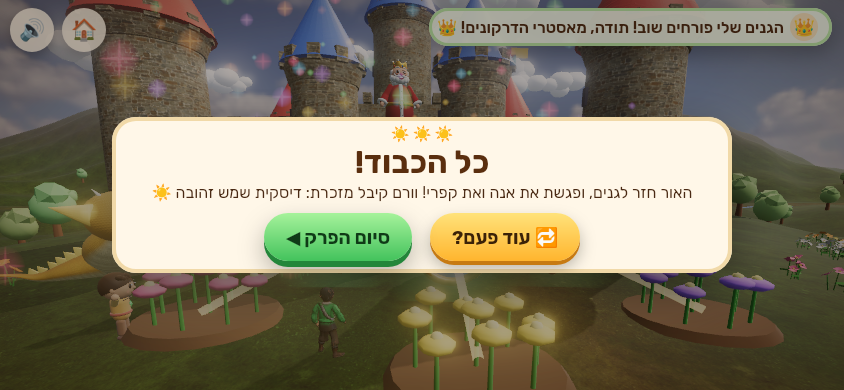 הגנים שלי פורחים שוב! תודה, מאסטרי הדרקונים!
כל הכבוד!
האור חזר לגנים, ופגשת את אנה ואת קפרי! וורם קיבל מזכרת: דיסקית שמש זהובה
עוד פעם?
סיום הפרק